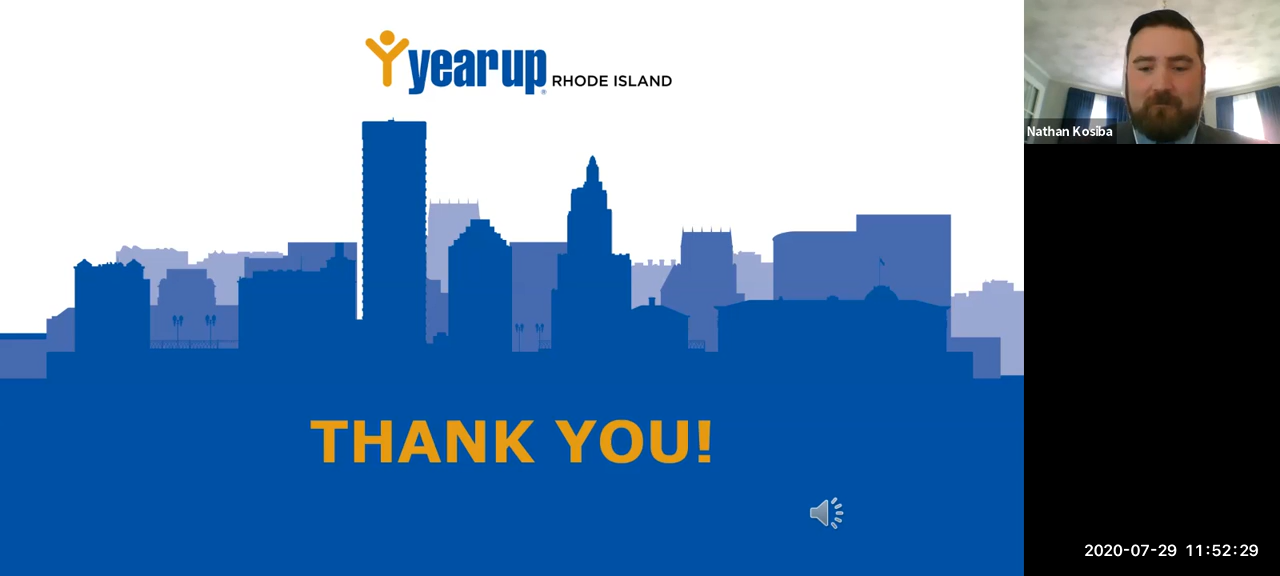 yearup® RHODE ISLAND
Nathan Kosiba
THANK YOU!
2020-07-29 11:52:29